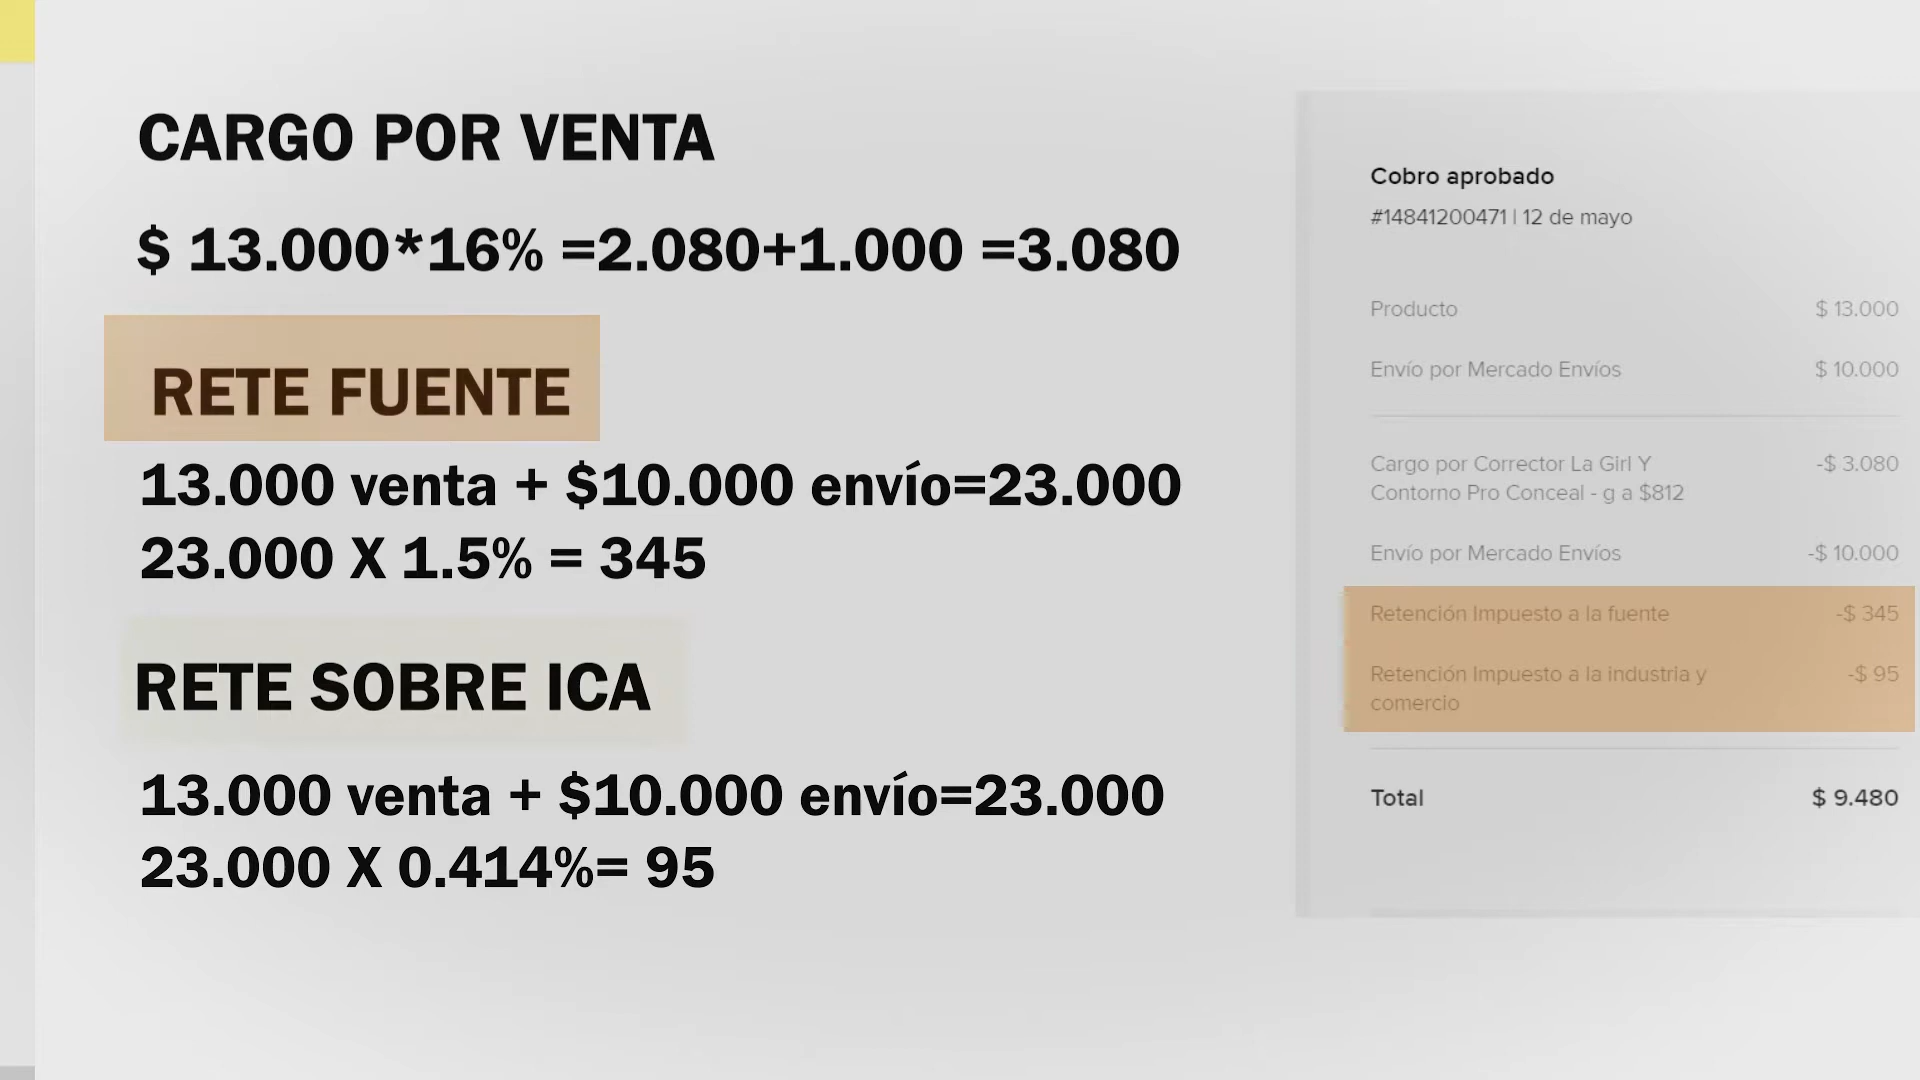 CARGO POR VENTA
$ 13.000*16% =2.080+1.000 =3.080
RETE FUENTE
13.000 venta + $10.000 envío=23.000
23.000 X 1.5% = 345
RETE SOBRE ICA
13.000 venta + $10.000 envío=23.000
23.000 X 0.414%= 95
Cobro aprobado
#14841200471 | 12 de mayo
Producto $ 13.000
Envío por Mercado Envíos $ 10.000
Cargo por Corrector La Girl Y -$ 3.080
Contorno Pro Conceal - g a $812
Envío por Mercado Envíos -$ 10.000
Retención Impuesto a la fuente -$ 345
Retención Impuesto a la industria y -$ 95
comercio
Total $ 9.480